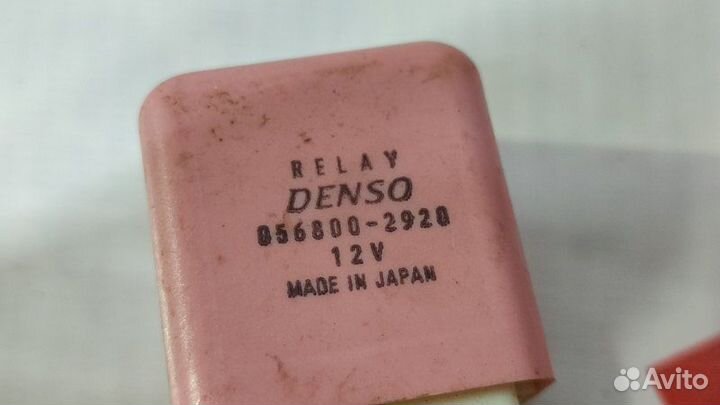 RELAY
DENSO
056800-2920
12V
MADE IN JAPAN
Avito